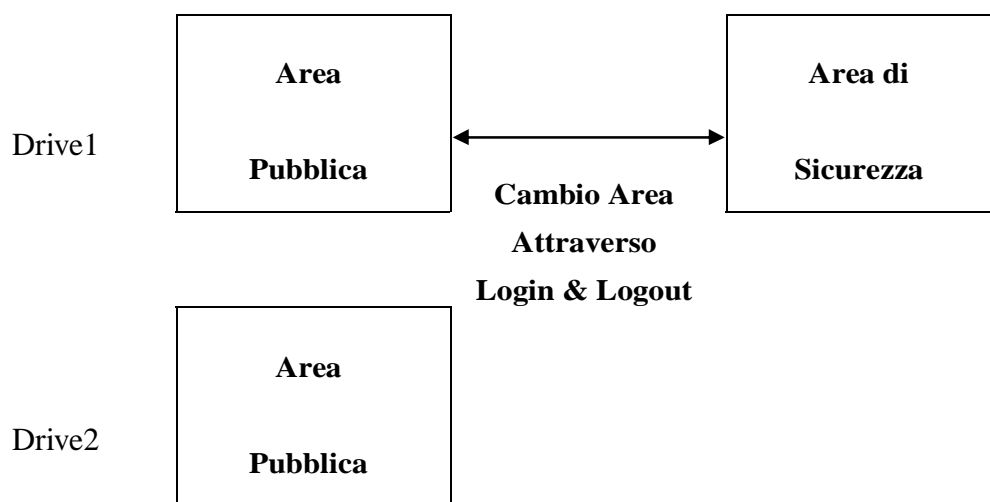 Area
Pubblica
Area di
Sicurezza
Drive1
Cambio Area
Attraverso
Login & Logout
Area
Pubblica
Drive2